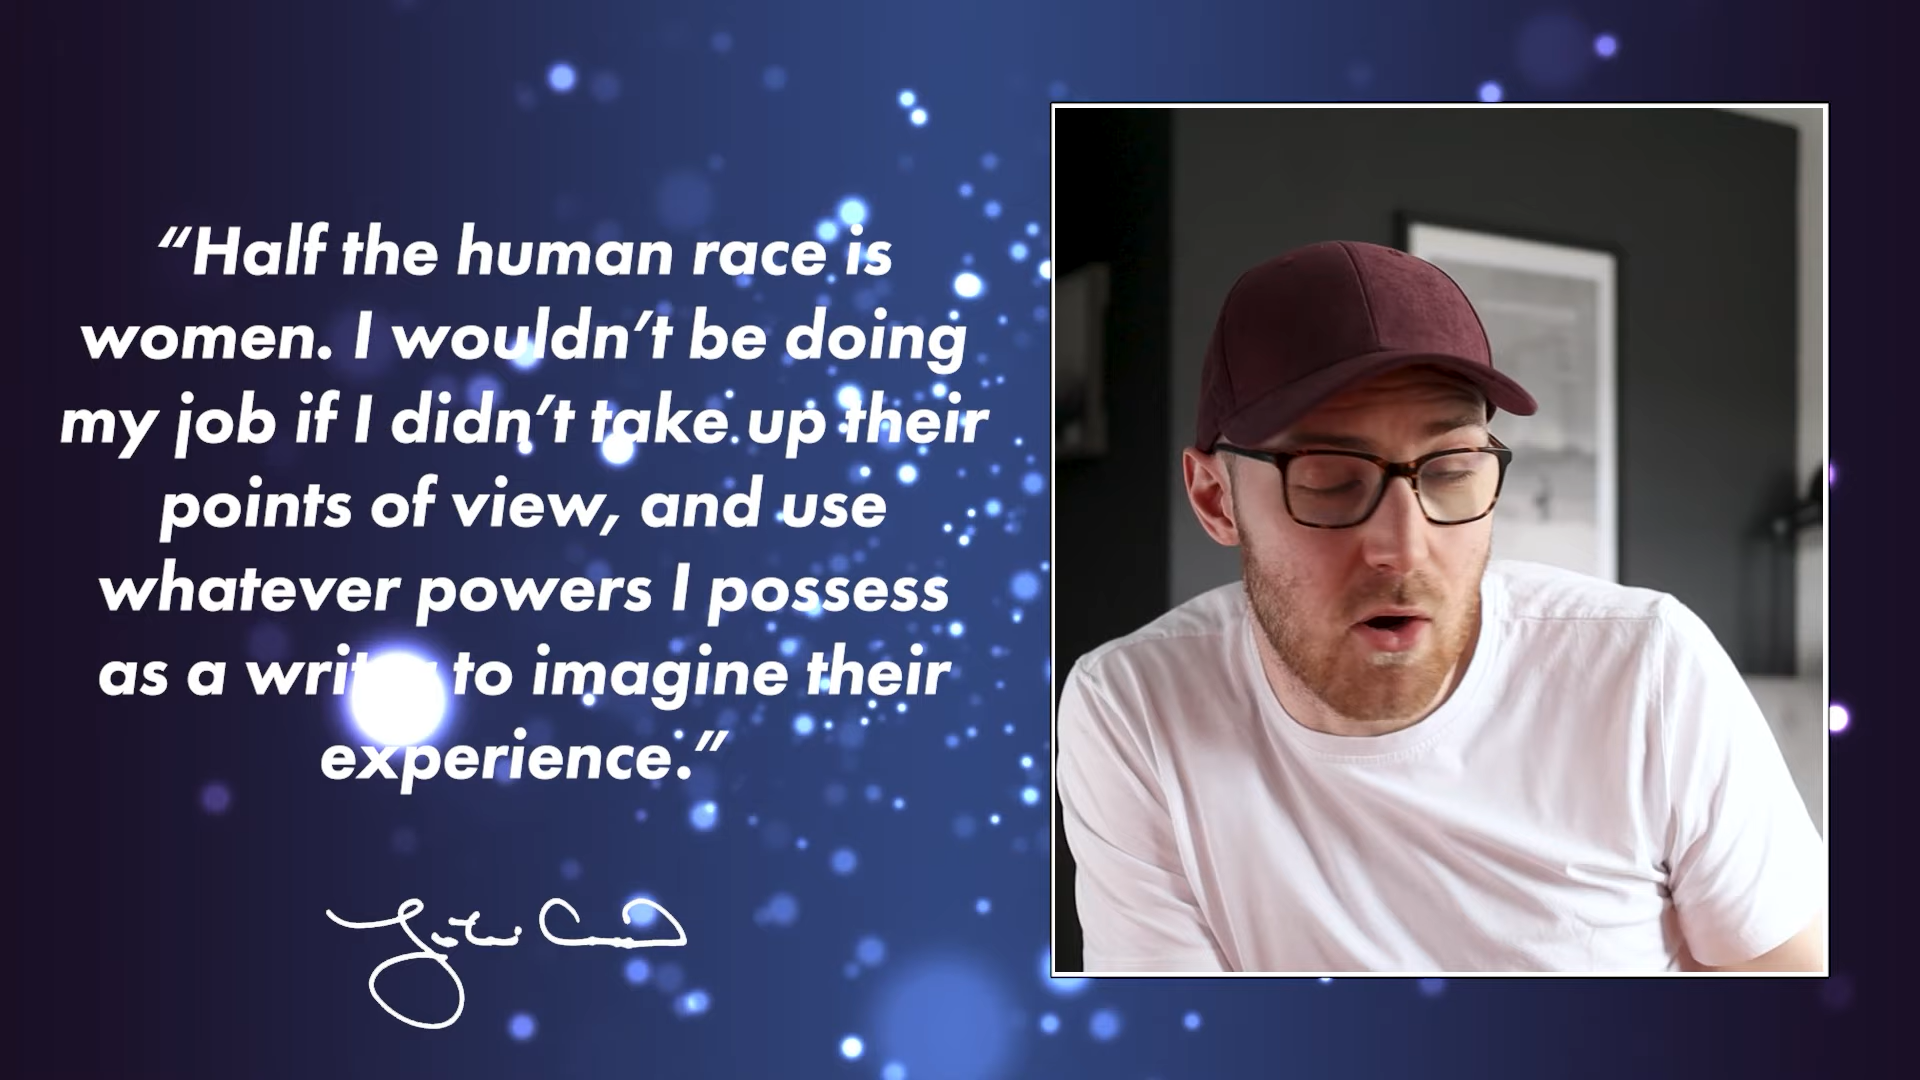 “Half the human race is
women. I wouldn’t be doing
my job if I didn’t take up their
points of view, and use
whatever powers I possess
as a writer to imagine their
experience.”